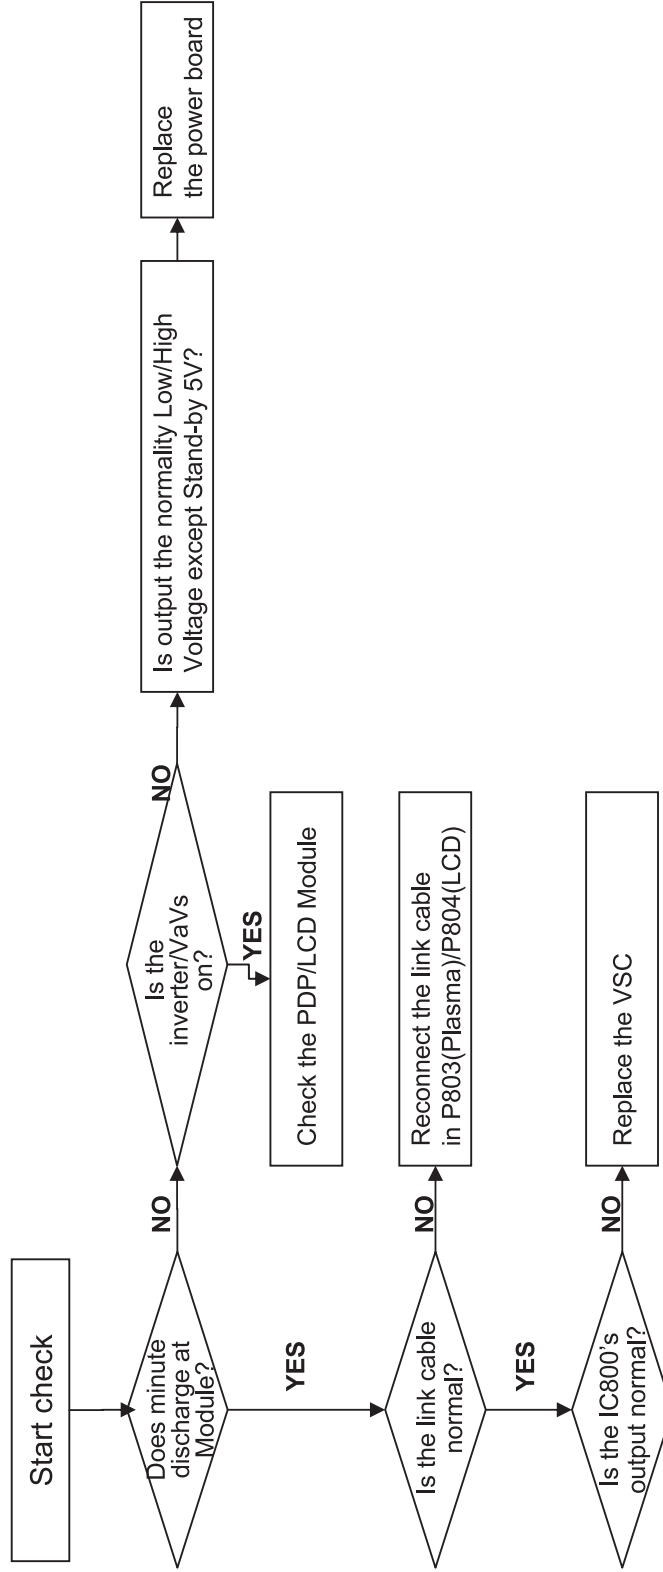 Start check
Does minute
discharge at
Module?
NO
Is the
inverter/VaVs
on?
NO
Is output the normality Low/High
Voltage except Stand-by 5V?
Replace
the power board
YES
Check the PDP/LCD Module
YES
Is the link cable
normal?
NO
Reconnect the link cable
in P803(Plasma)/P804(LCD)
YES
Is the IC800's
output normal?
NO
Replace the VSC